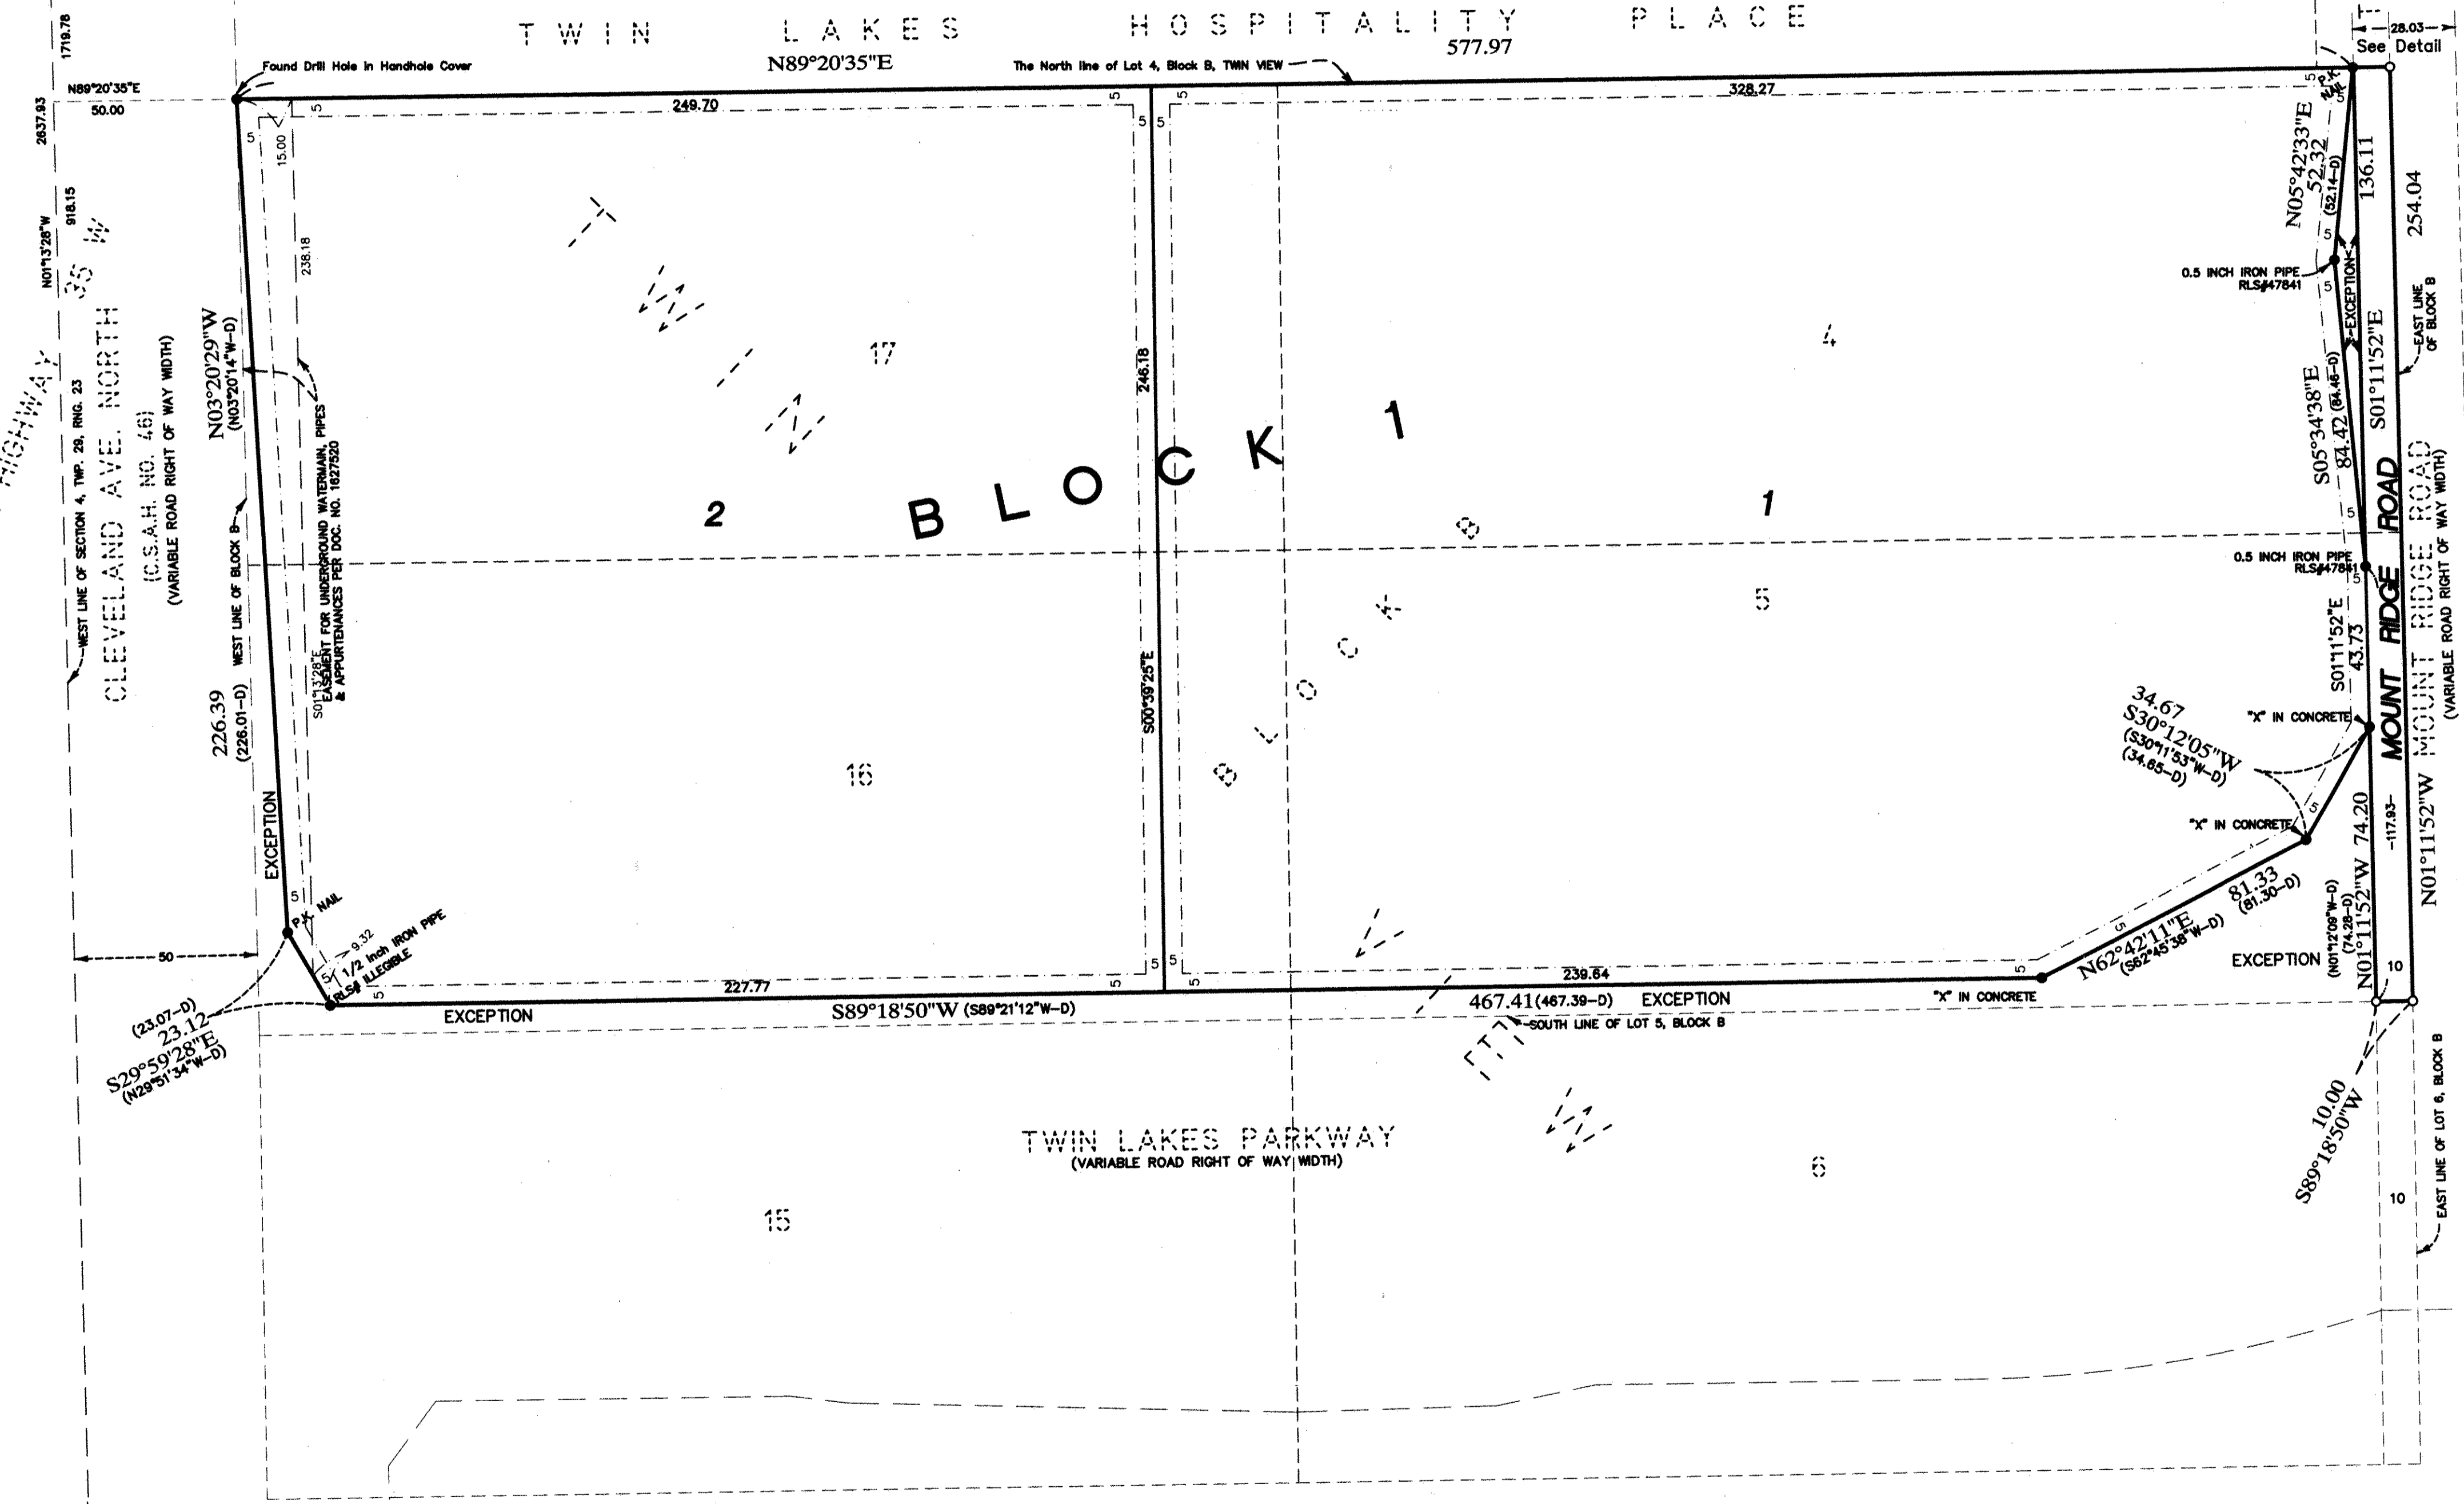 TWIN LAKES HOSPITALITY PLACE
N89°20'35"E
577.97
28.03
See Detail
1719.78
2637.93
N89°20'35"E
50.00
Found Drill Hole in Handhole Cover
The North line of Lot 4, Block B, TWIN VIEW
249.70
328.27
5
5
5
5
5
5
5
15.00
238.18
N01°13'28"W
918.15
HIGHWAY
35 W
WEST LINE OF SECTION 4, TWP. 29, RNG. 23
CLEVELAND AVE. NORTH
(C.S.A.H. NO. 46)
(VARIABLE ROAD RIGHT OF WAY WIDTH)
N03°20'29"W
(N03°20'14"W-D)
WEST LINE OF BLOCK B
226.39
(226.01-D)
EXCEPTION
S01°13'28"E
EASEMENT FOR UNDERGROUND WATERMAIN, PIPES
& APPURTENANCES PER DOC. NO. 1627520
TWIN VIEW
17
4
2
BLOCK 1
1
246.18
S00°39'25"E
BLOCK B
5
16
P.K. NAIL
N05°42'33"E
52.32
(52.14-D)
136.11
254.04
0.5 INCH IRON PIPE
RLS#47841
EXCEPTION
S05°34'38"E
84.42 (84.46-D)
S01°11'52"E
EAST LINE
OF BLOCK B
0.5 INCH IRON PIPE
RLS#47841
S01°11'52"E
43.73
MOUNT RIDGE ROAD
MOUNT RIDGE ROAD
(VARIABLE ROAD RIGHT OF WAY WIDTH)
"X" IN CONCRETE
34.67
S30°12'05"W
(S30°11'53"W-D)
(34.65-D)
"X" IN CONCRETE
81.33
(81.30-D)
N62°42'11"E
(S62°45'38"W-D)
EXCEPTION
(N01°12'09"W-D)
(74.28-D)
N01°11'52"W 74.20
-117.93-
N01°11'52"W
10
50
P.K. NAIL
9.32
1/2 Inch IRON PIPE
RLS# ILLEGIBLE
(23.07-D)
23.12
S29°59'28"E
(N29°51'34"W-D)
227.77
239.64
EXCEPTION
S89°18'50"W (S89°21'12"W-D)
467.41 (467.39-D)
EXCEPTION
"X" IN CONCRETE
SOUTH LINE OF LOT 5, BLOCK B
TWIN LAKES PARKWAY
(VARIABLE ROAD RIGHT OF WAY WIDTH)
10.00
S89°18'50"W
EAST LINE OF LOT 6, BLOCK B
10
6
15